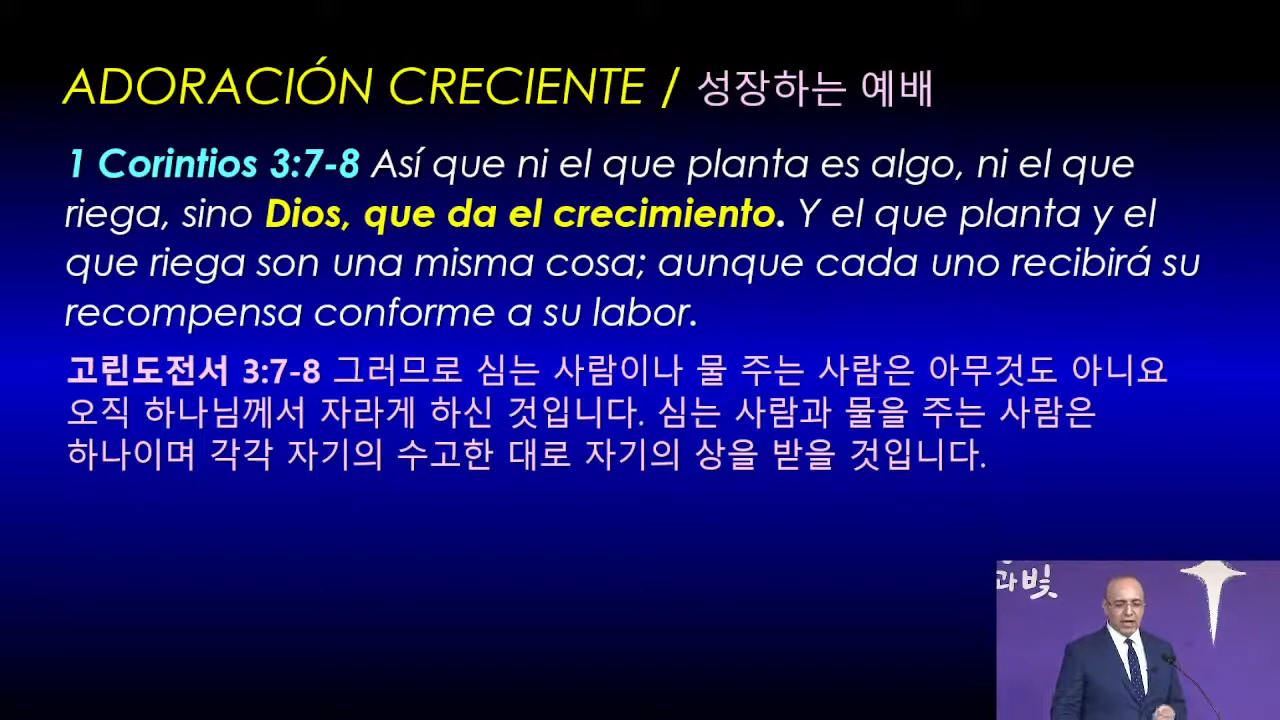 ADORACIÓN CRECIENTE / 성장하는 예배
1 Corintios 3:7-8 Así que ni el que planta es algo, ni el que
riega, sino Dios, que da el crecimiento. Y el que planta y el
que riega son una misma cosa; aunque cada uno recibirá su
recompensa conforme a su labor.
고린도전서 3:7-8 그러므로 심는 사람이나 물 주는 사람은 아무것도 아니요
오직 하나님께서 자라게 하신 것입니다. 심는 사람과 물을 주는 사람은
하나이며 각각 자기의 수고한 대로 자기의 상을 받을 것입니다.
과빛